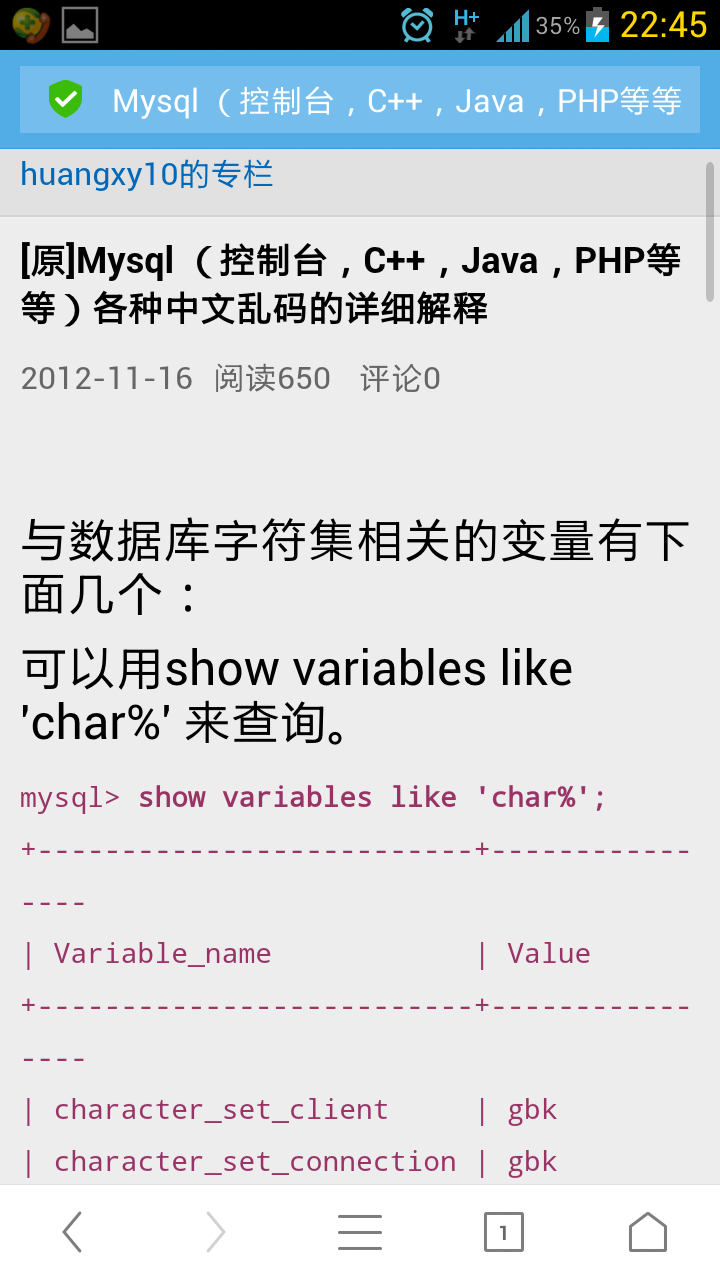 H+ 35% 22:45
Mysql （控制台，C++，Java，PHP等等
huangxy10的专栏
[原]Mysql （控制台，C++，Java，PHP等
等）各种中文乱码的详细解释
2012-11-16 阅读650 评论0
与数据库字符集相关的变量有下
面几个：
可以用show variables like
'char%' 来查询。
mysql> show variables like 'char%';
+--------------------------+------------
----
| Variable_name | Value
+--------------------------+------------
----
| character_set_client | gbk
| character_set_connection | gbk
1